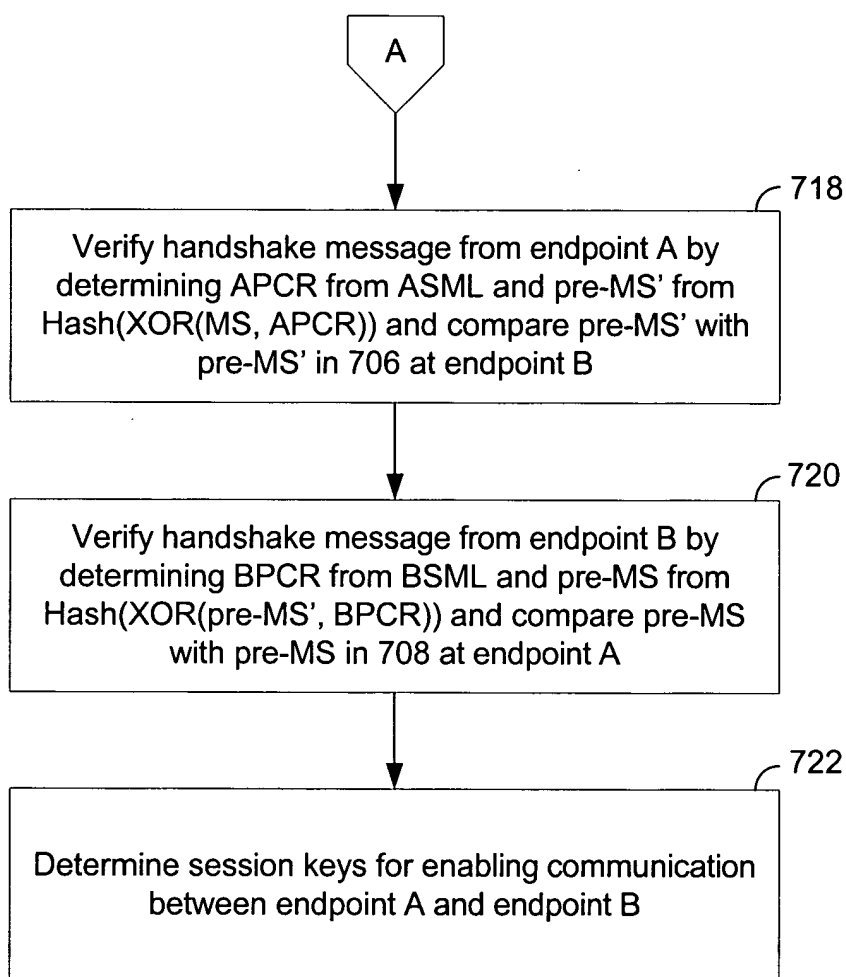 A
718
Verify handshake message from endpoint A by
determining APCR from ASML and pre-MS' from
Hash(XOR(MS, APCR)) and compare pre-MS' with
pre-MS' in 706 at endpoint B
720
Verify handshake message from endpoint B by
determining BPCR from BSML and pre-MS from
Hash(XOR(pre-MS', BPCR)) and compare pre-MS
with pre-MS in 708 at endpoint A
722
Determine session keys for enabling communication
between endpoint A and endpoint B